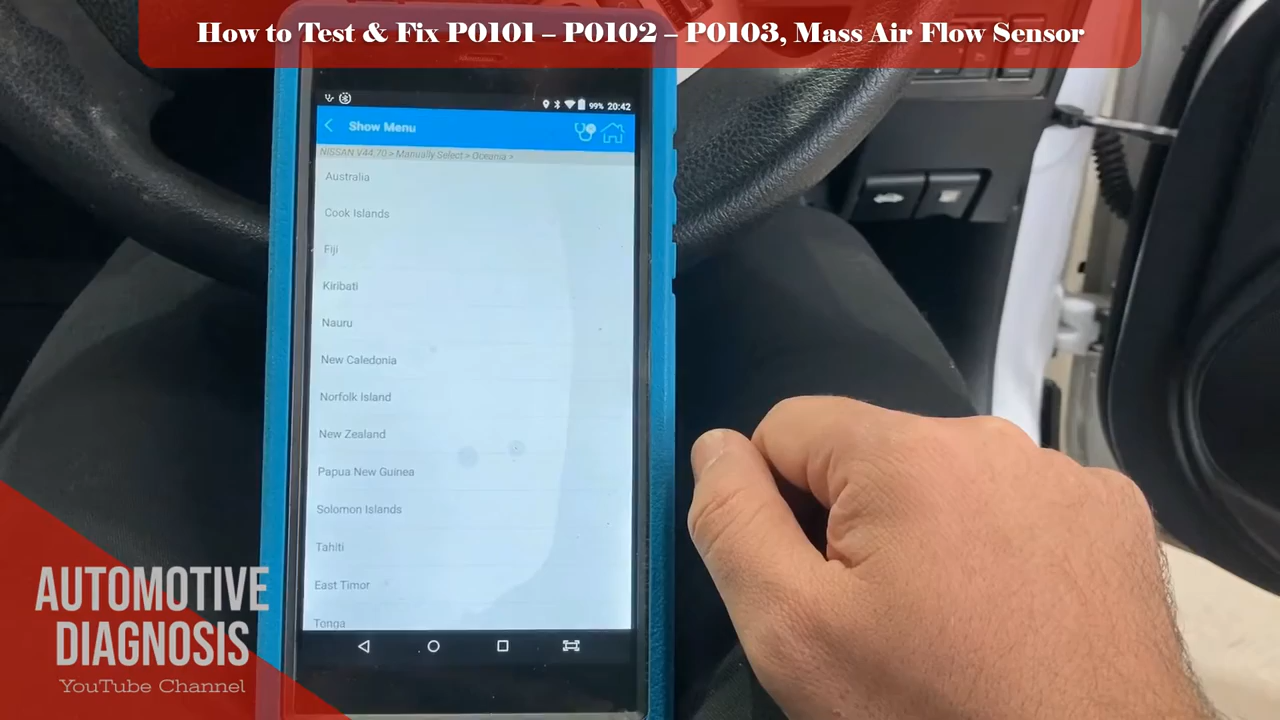 How to Test & Fix P0101 – P0102 – P0103, Mass Air Flow Sensor
99% 20:42
Show Menu
NISSAN V44.70 > Manually Select > Oceania >
Australia
Cook Islands
Fiji
Kiribati
Nauru
New Caledonia
Norfolk Island
New Zealand
Papua New Guinea
Solomon Islands
Tahiti
East Timor
Tonga
AUTOMOTIVE
DIAGNOSIS
YouTube Channel